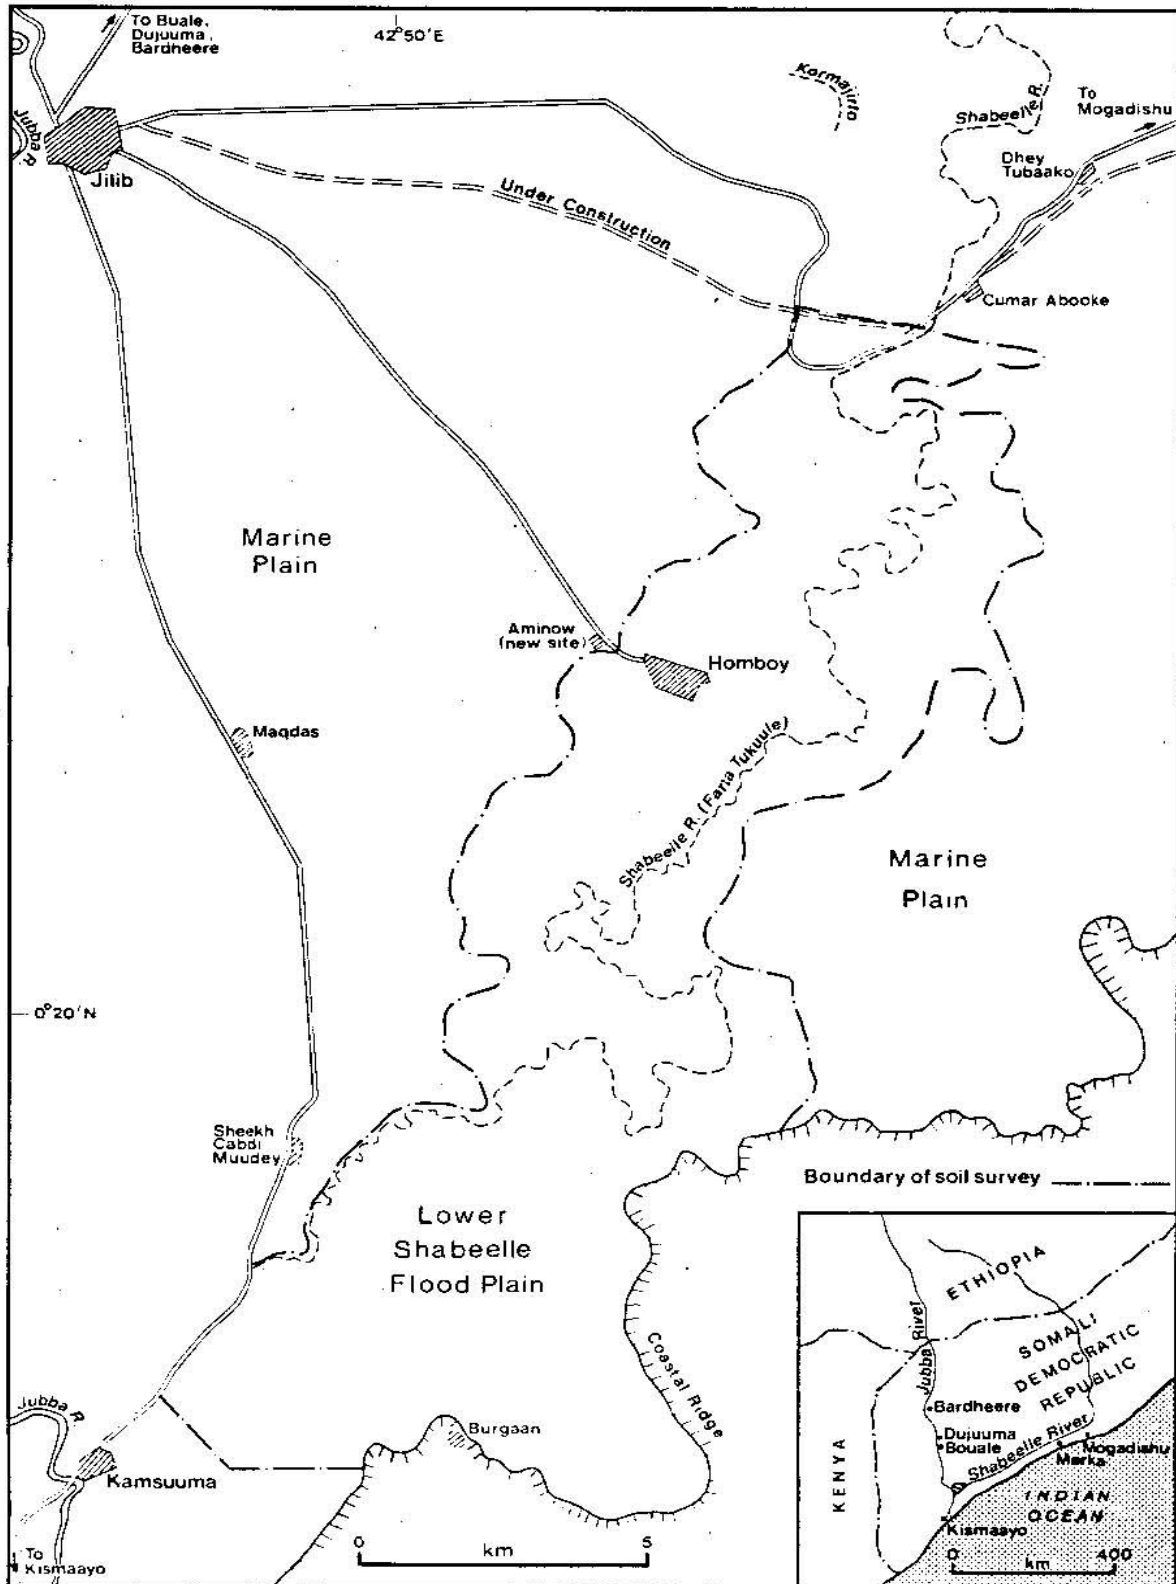 To Buale,
Dujuuma,
Bardheere
42°50'E
Kormajirto
Shabeelle R.
To
Mogadishu
Jubba R.
Jilib
Dhey
Tubaako
Under Construction
Cumar Abooke
Marine
Plain
Aminow
(new site)
Homboy
Maqdas
Shabeelle R. (Farta Tukuule)
Marine
Plain
0°20'N
Sheekh
Cabdi
Muudey
Boundary of soil survey
Lower
Shabeelle
Flood Plain
Coastal Ridge
Jubba R.
Burgaan
Kamsuuma
To
Kismaayo
0 5
km
ETHIOPIA
Jubba River
SOMALI
DEMOCRATIC
REPUBLIC
Bardheere
Dujuuma
Bouale
Shabeelle River
Mogadishu
Marka
KENYA
INDIAN
OCEAN
Kismaayo
0 400
km